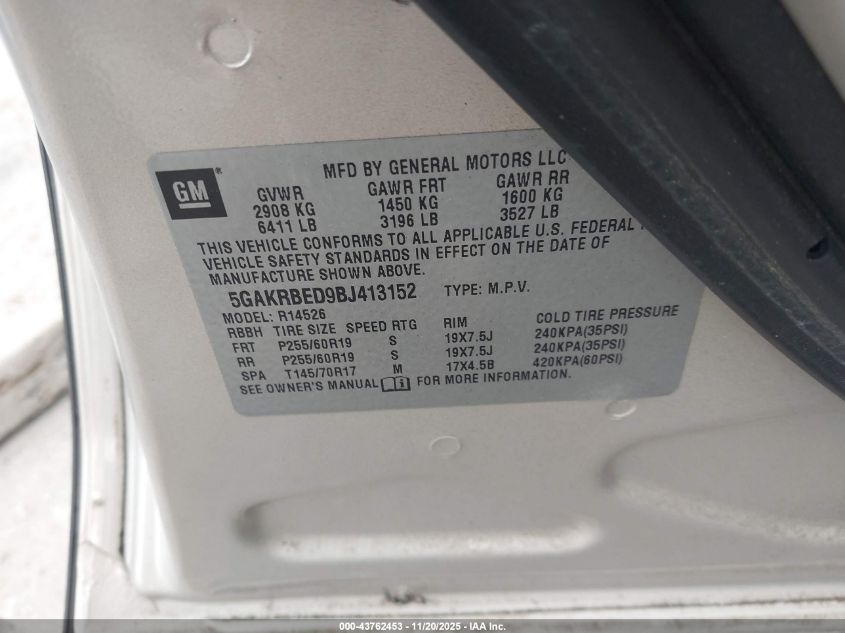 MFD BY GENERAL MOTORS LLC
GM®
GVWR GAWR FRT GAWR RR
2908 KG 1450 KG 1600 KG
6411 LB 3196 LB 3527 LB
THIS VEHICLE CONFORMS TO ALL APPLICABLE U.S. FEDERAL
VEHICLE SAFETY STANDARDS IN EFFECT ON THE DATE OF
MANUFACTURE SHOWN ABOVE.
5GAKRBED9BJ413152 TYPE: M.P.V.
MODEL: R14526
RBBH TIRE SIZE SPEED RTG RIM COLD TIRE PRESSURE
FRT P255/60R19 S 19X7.5J 240KPA(35PSI)
RR P255/60R19 S 19X7.5J 240KPA(35PSI)
SPA T145/70R17 M 17X4.5B 420KPA(60PSI)
SEE OWNER'S MANUAL FOR MORE INFORMATION.
000-43762453 - 11/20/2025 - IAA Inc.